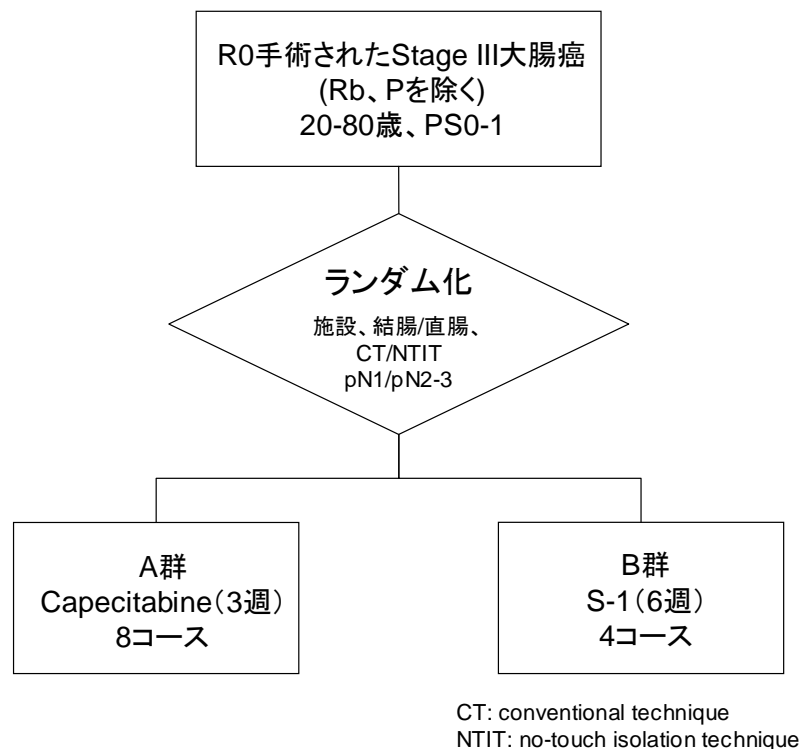 R0手術されたStage III大腸癌
(Rb、Pを除く)
20-80歳、PS0-1
ランダム化
施設、結腸/直腸、
CT/NTIT
pN1/pN2-3
A群
Capecitabine(3週)
8コース
B群
S-1(6週)
4コース
CT: conventional technique
NTIT: no-touch isolation technique